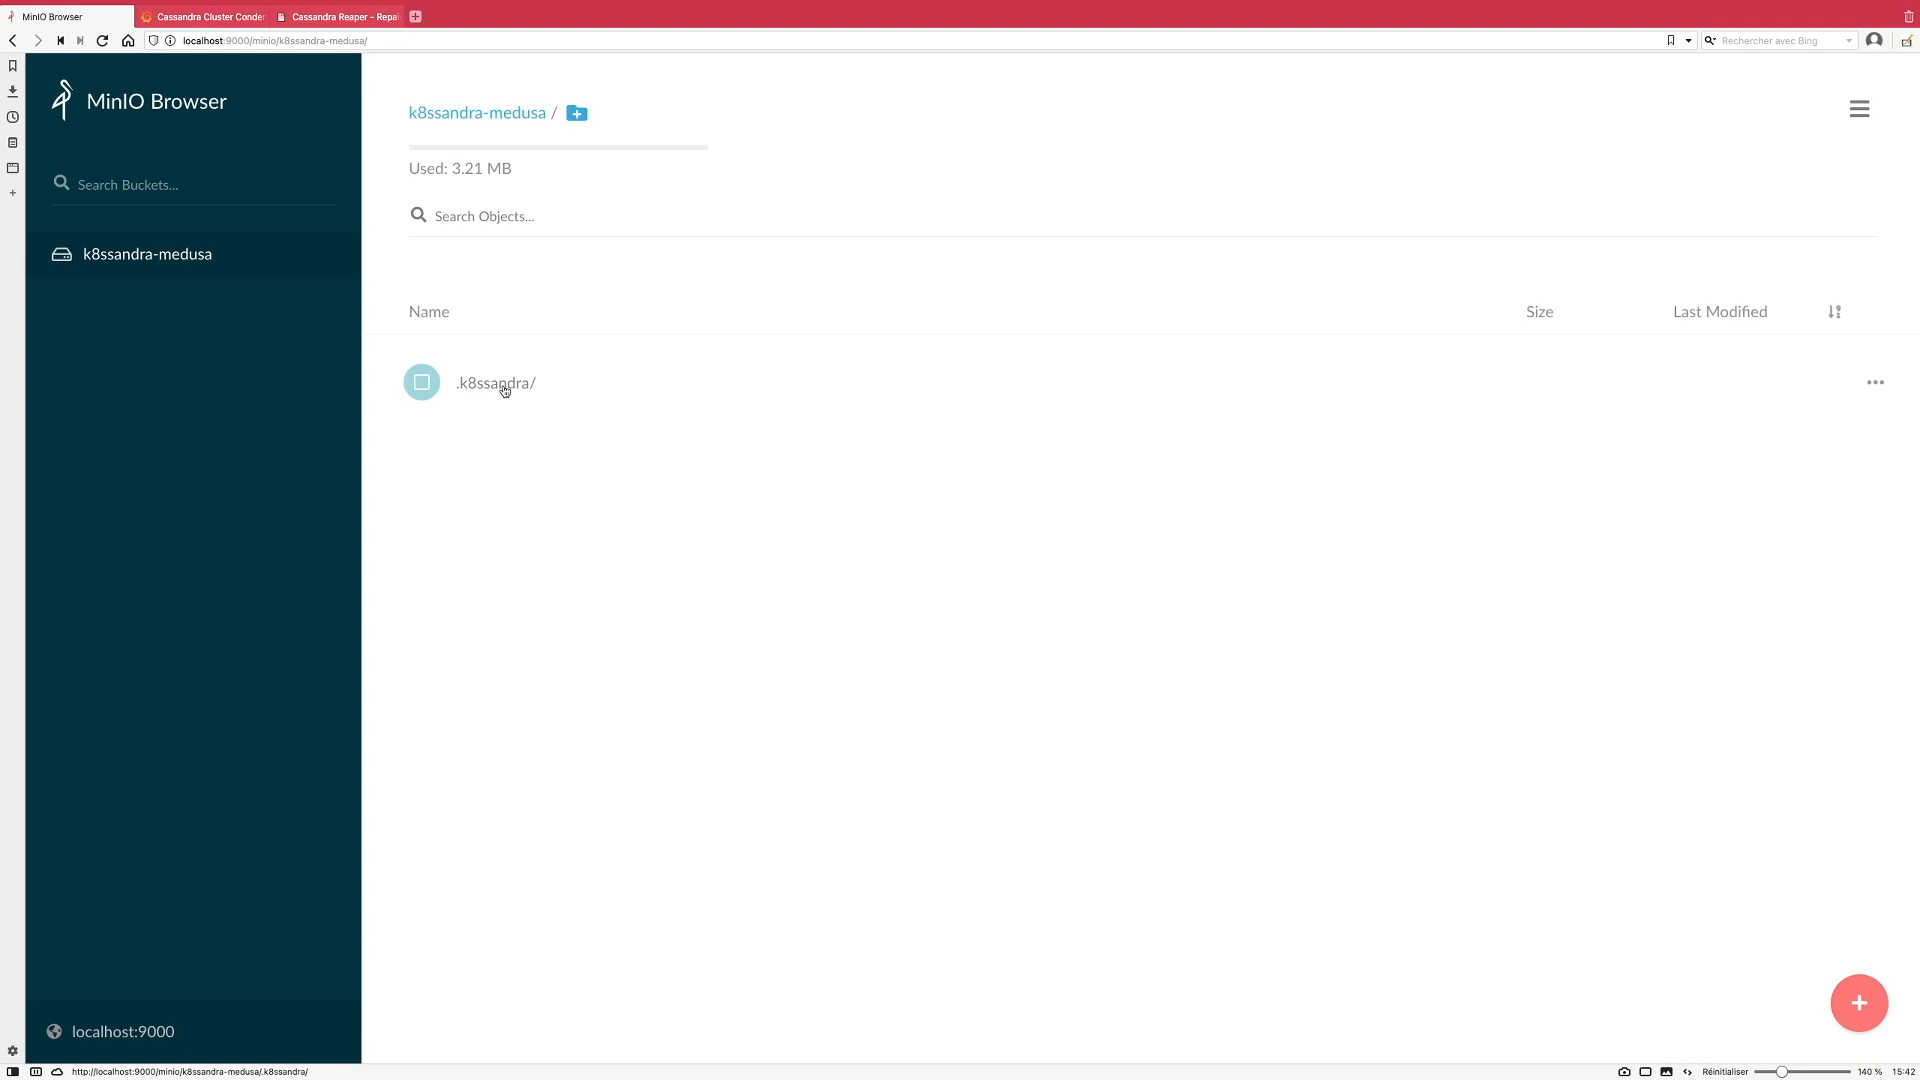 MinIO Browser
Cassandra Cluster Conder
Cassandra Reaper - Repai
localhost:9000/minio/k8ssandra-medusa/
Rechercher avec Bing
MinIO Browser
Search Buckets...
k8ssandra-medusa
k8ssandra-medusa /
Used: 3.21 MB
Search Objects...
Name
Size
Last Modified
.k8ssandra/
localhost:9000
http://localhost:9000/minio/k8ssandra-medusa/.k8ssandra/
Réinitialiser
140 %
15:42